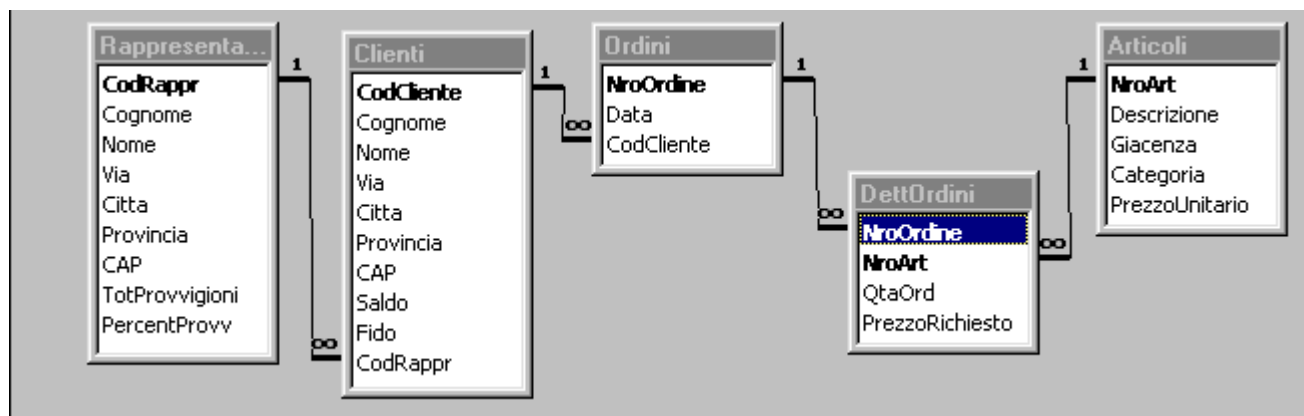 Rappresenta...
CodRappr
Cognome
Nome
Via
Citta
Provincia
CAP
TotProvvigioni
PercentProvv
1
∞
Clienti
CodCliente
Cognome
Nome
Via
Citta
Provincia
CAP
Saldo
Fido
CodRappr
1
∞
Ordini
NroOrdine
Data
CodCliente
1
∞
DettOrdini
NroOrdine
NroArt
QtaOrd
PrezzoRichiesto
∞
1
Articoli
NroArt
Descrizione
Giacenza
Categoria
PrezzoUnitario